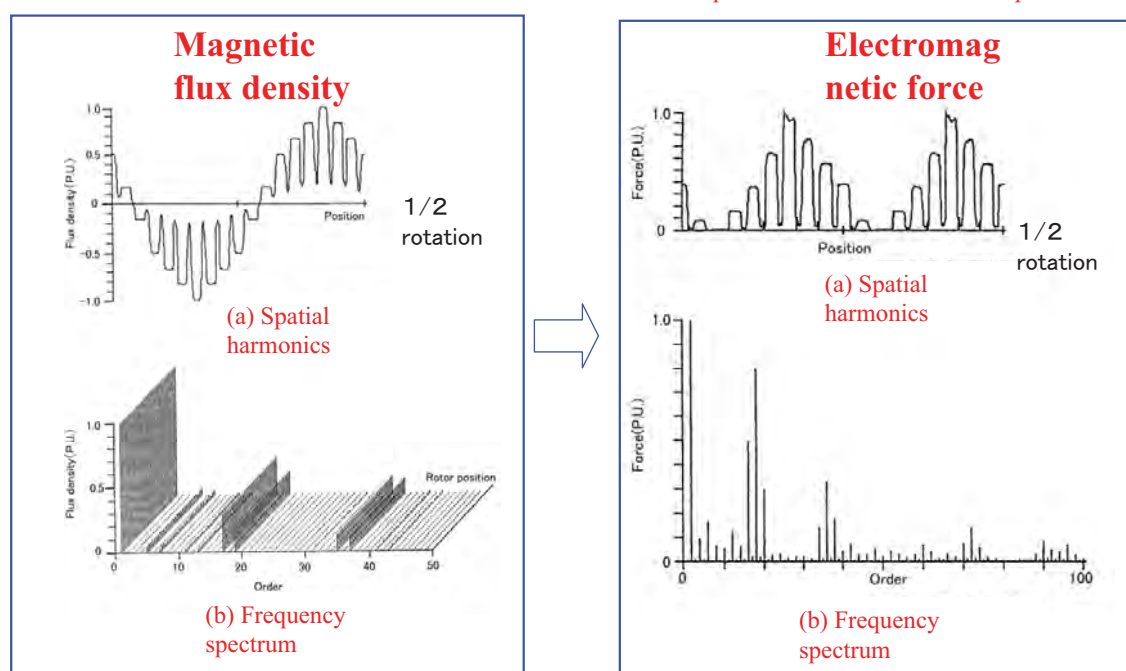 Magnetic
flux density
1.0
0.5
0
-0.5
-1.0
Flux density(P.U.)
Position
1/2
rotation
(a) Spatial
harmonics
1.0
0.5
0
Flux density(P.U.)
Rotor position
0
10
20
30
40
50
Order
(b) Frequency
spectrum
Electromag
netic force
1.0
0
Force(P.U.)
Position
1/2
rotation
(a) Spatial
harmonics
1.0
0
Force(P.U.)
0
Order
100
(b) Frequency
spectrum